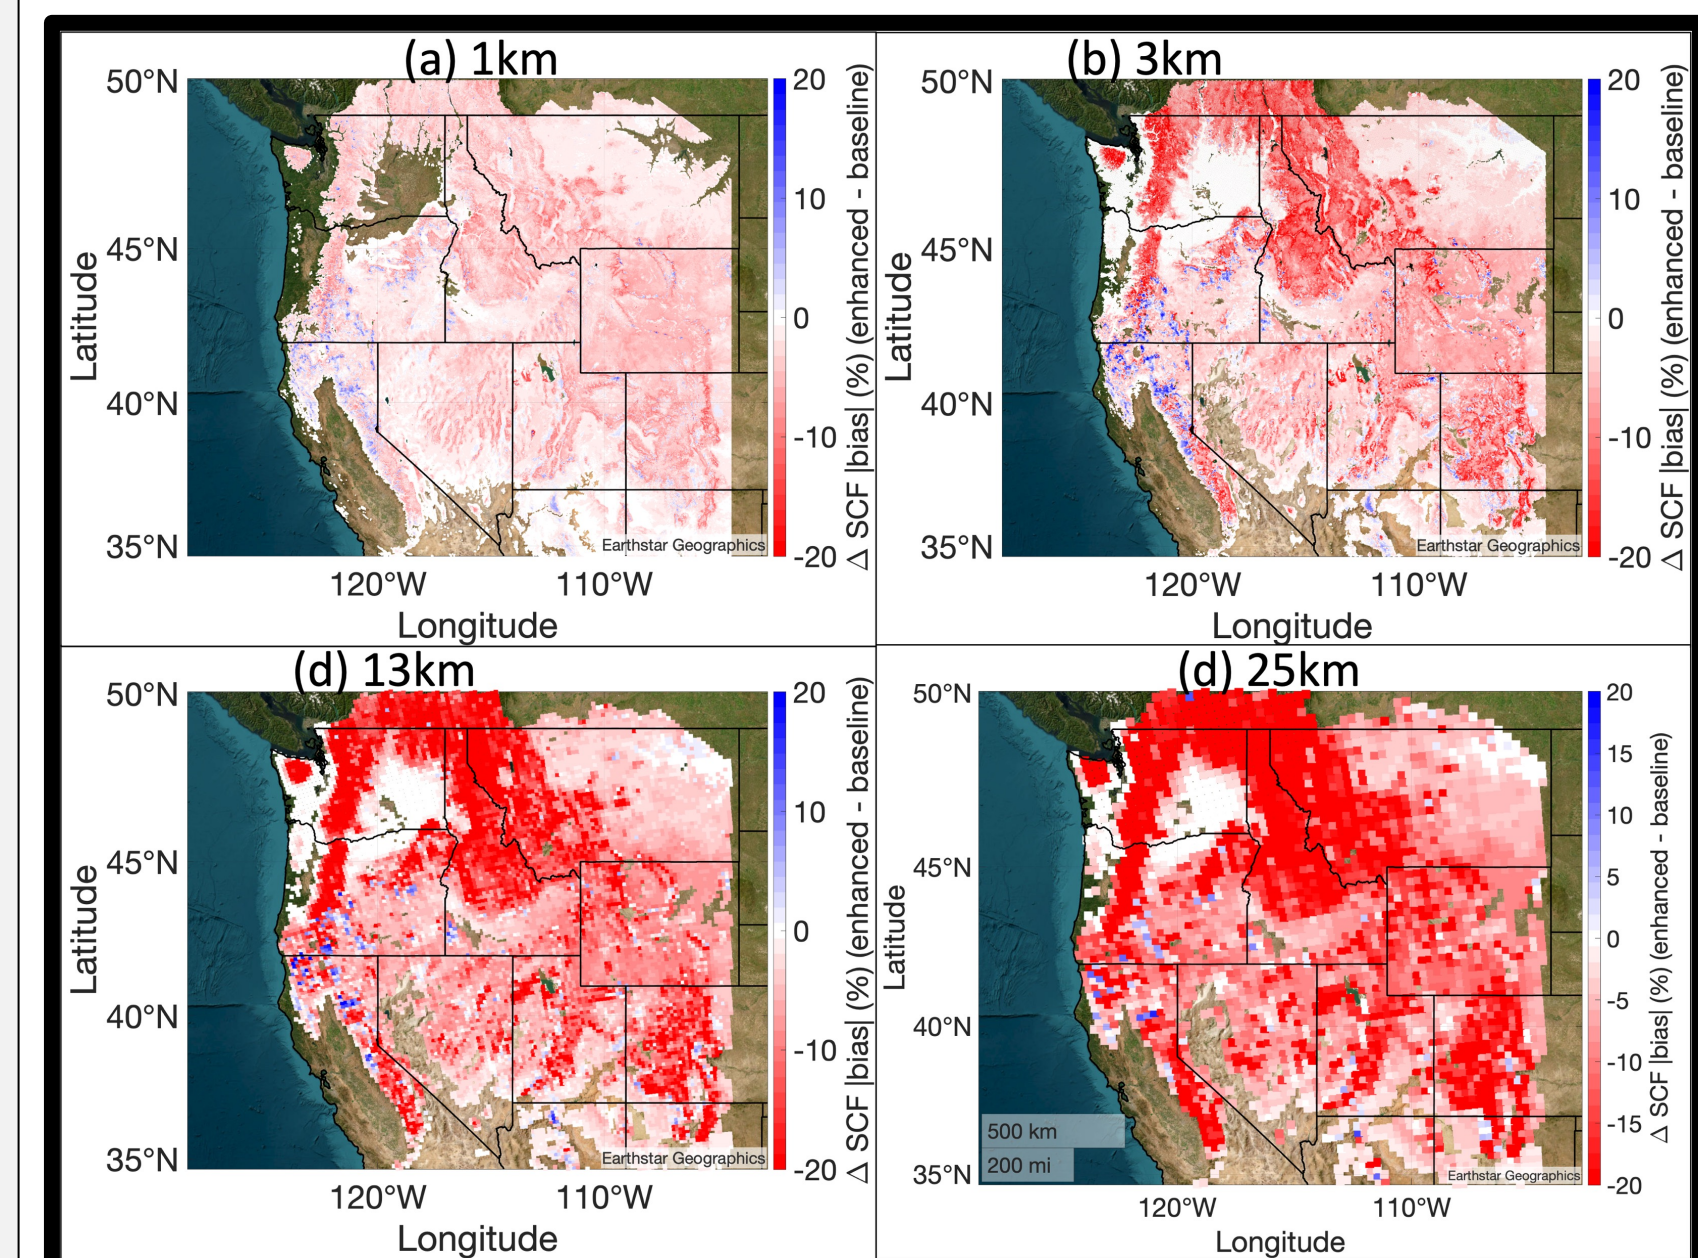 (a) 1km
50°N
45°N
40°N
35°N
Latitude
120°W
110°W
Longitude
Earthstar Geographics
20
10
0
-10
-20
Δ SCF |bias| (%) (enhanced - baseline)
(b) 3km
50°N
45°N
40°N
35°N
Latitude
120°W
110°W
Longitude
Earthstar Geographics
20
10
0
-10
-20
Δ SCF |bias| (%) (enhanced - baseline)
(d) 13km
50°N
45°N
40°N
35°N
Latitude
120°W
110°W
Longitude
Earthstar Geographics
20
10
0
-10
-20
Δ SCF |bias| (%) (enhanced - baseline)
(d) 25km
50°N
45°N
40°N
35°N
Latitude
500 km
200 mi
120°W
110°W
Longitude
Earthstar Geographics
20
15
10
5
0
-5
-10
-15
-20
Δ SCF |bias| (%) (enhanced - baseline)